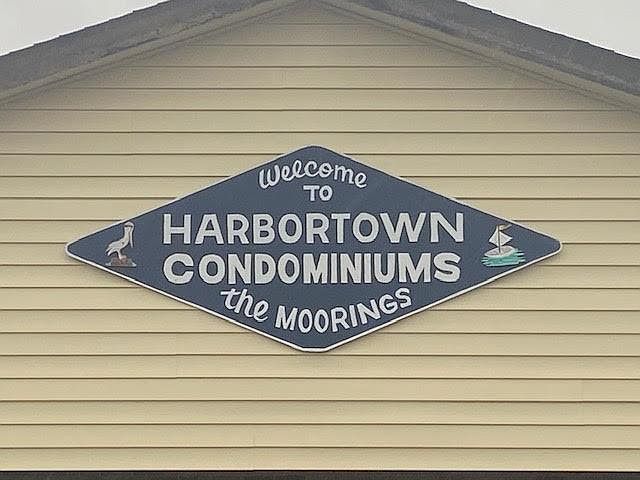 Welcome
TO
HARBORTOWN
CONDOMINIUMS
the MOORINGS